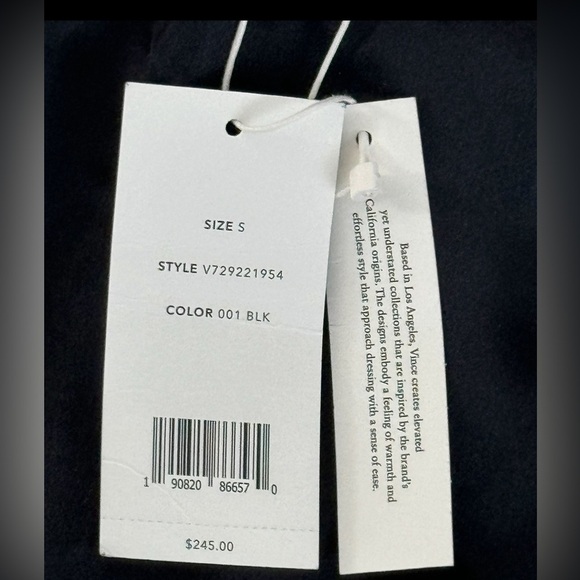 SIZE S
STYLE V729221954
COLOR 001 BLK
1 90820 86657 0
$245.00
Based in Los Angeles, Vince creates elevated
yet understated collections that are inspired by the brand's
California origins. The designs embody a feeling of warmth and
effortless style that approach dressing with a sense of ease.